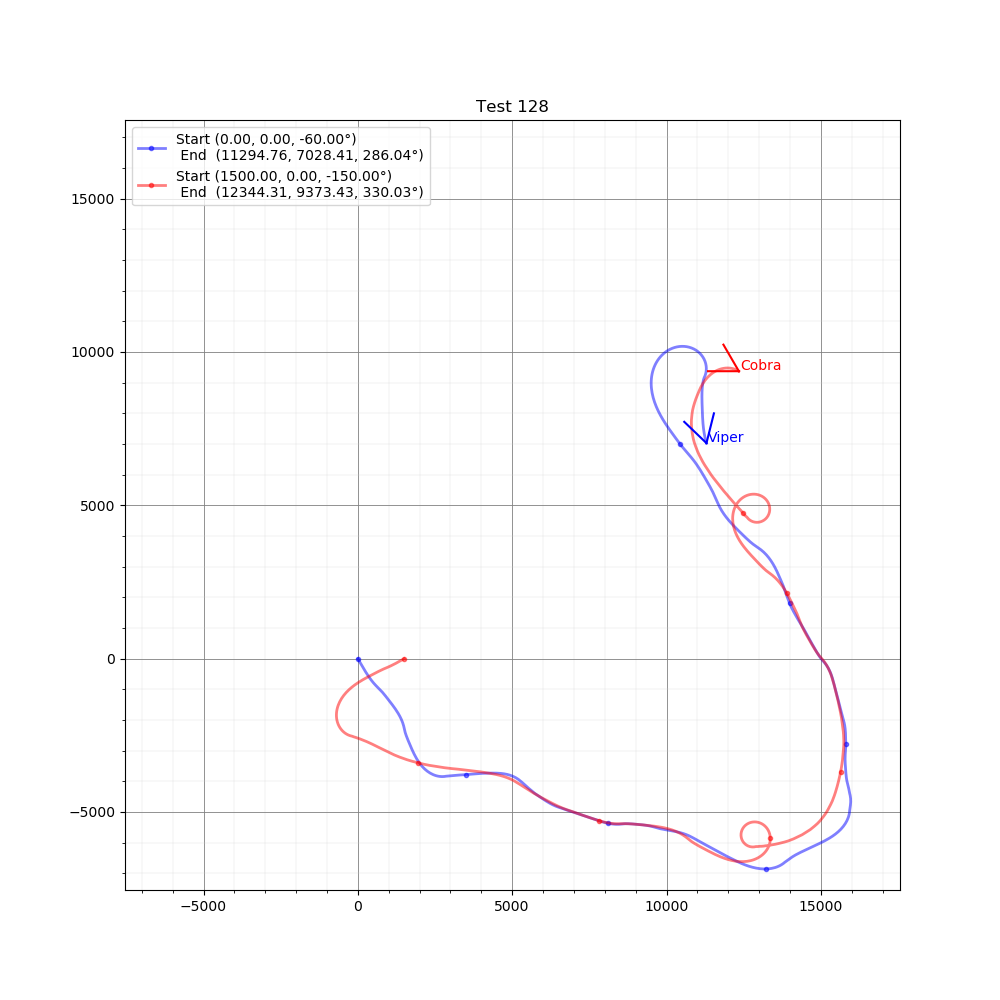 Test 128
Start (0.00, 0.00, -60.00°)
End  (11294.76, 7028.41, 286.04°)
Start (1500.00, 0.00, -150.00°)
End  (12344.31, 9373.43, 330.03°)
15000
10000
5000
0
−5000
Cobra
Viper
−5000 0 5000 10000 15000